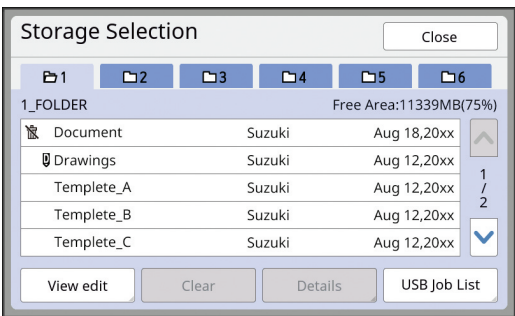 Storage Selection
Close
1 2 3 4 5 6
1_FOLDER Free Area:11339MB(75%)
Document Suzuki Aug 18,20xx
Drawings Suzuki Aug 12,20xx
Templete_A Suzuki Aug 12,20xx
Templete_B Suzuki Aug 12,20xx
Templete_C Suzuki Aug 12,20xx
1
/
2
View edit Clear Details USB Job List